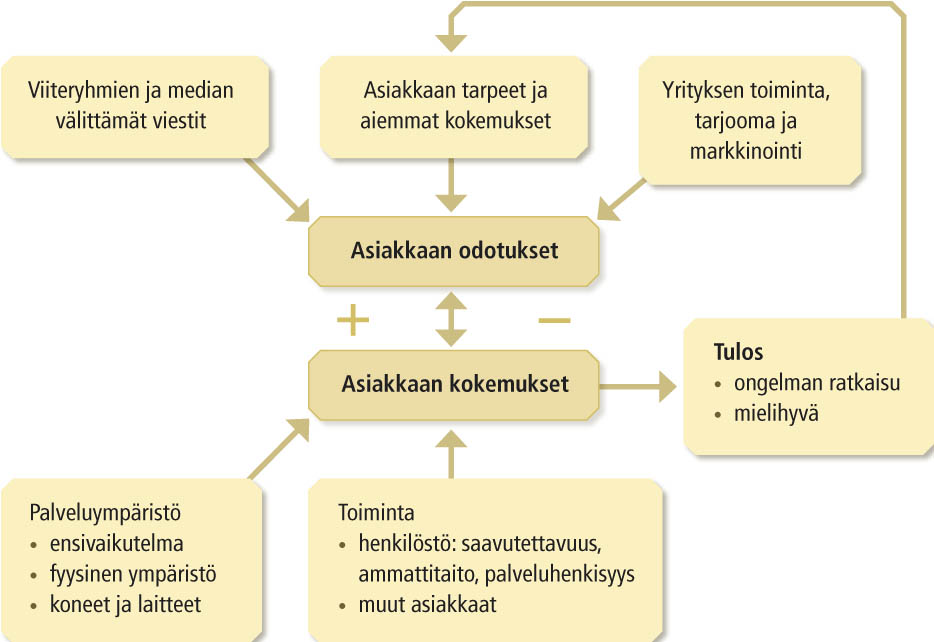 Viiteryhmien ja median
välittämät viestit
Asiakkaan tarpeet ja
aiemmat kokemukset
Yrityksen toiminta,
tarjooma ja
markkinointi
Asiakkaan odotukset
+
−
Asiakkaan kokemukset
Tulos
• ongelman ratkaisu
• mielihyvä
Palveluympäristö
• ensivaikutelma
• fyysinen ympäristö
• koneet ja laitteet
Toiminta
• henkilöstö: saavutettavuus,
ammattitaito, palveluhenkisyys
• muut asiakkaat